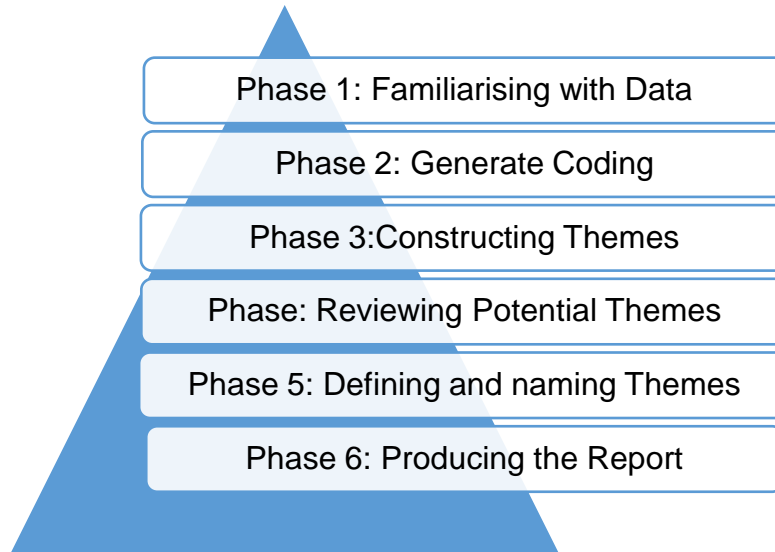 Phase 1: Familiarising with Data
Phase 2: Generate Coding
Phase 3:Constructing Themes
Phase: Reviewing Potential Themes
Phase 5: Defining and naming Themes
Phase 6: Producing the Report